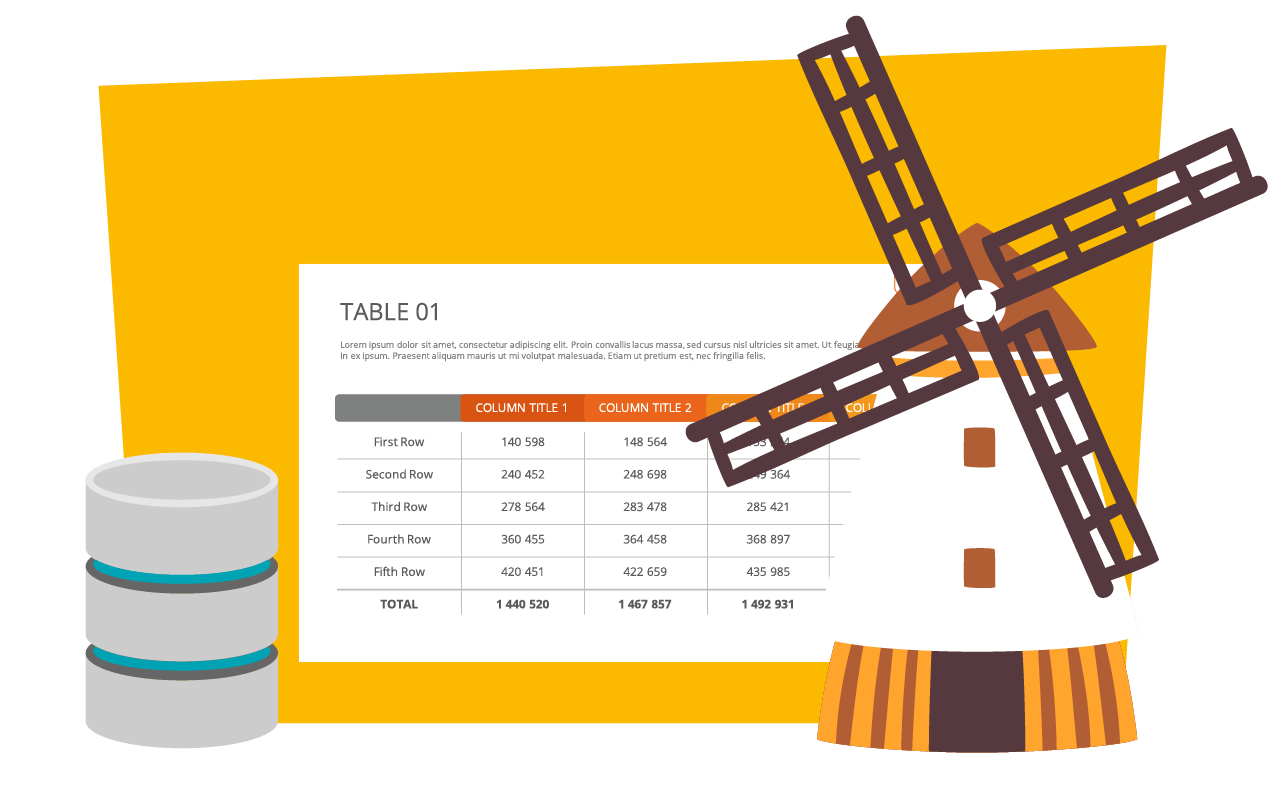 TABLE 01
Lorem ipsum dolor sit amet, consectetur adipiscing elit. Proin convallis lacus massa, sed cursus nisl ultricies sit amet. Ut
In ex ipsum. Praesent aliquam mauris ut mi volutpat malesuada. Etiam ut pretium est, nec fringilla felis.
COLUMN TITLE 1 COLUMN TITLE 2
First Row 140 598 148 564
Second Row 240 452 248 698
Third Row 278 564 283 478 285 421
Fourth Row 360 455 364 458 368 897
Fifth Row 420 451 422 659 435 985
TOTAL 1 440 520 1 467 857 1 492 931